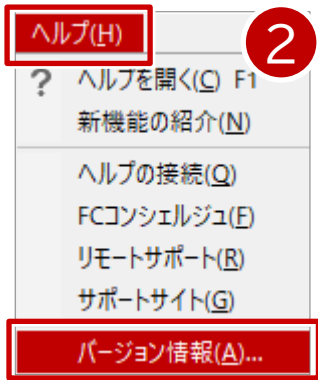 ヘルプ(H)
2
? ヘルプを開く(C) F1
新機能の紹介(N)
ヘルプの接続(Q)
FCコンシェルジュ(F)
リモートサポート(R)
サポートサイト(G)
バージョン情報(A)...